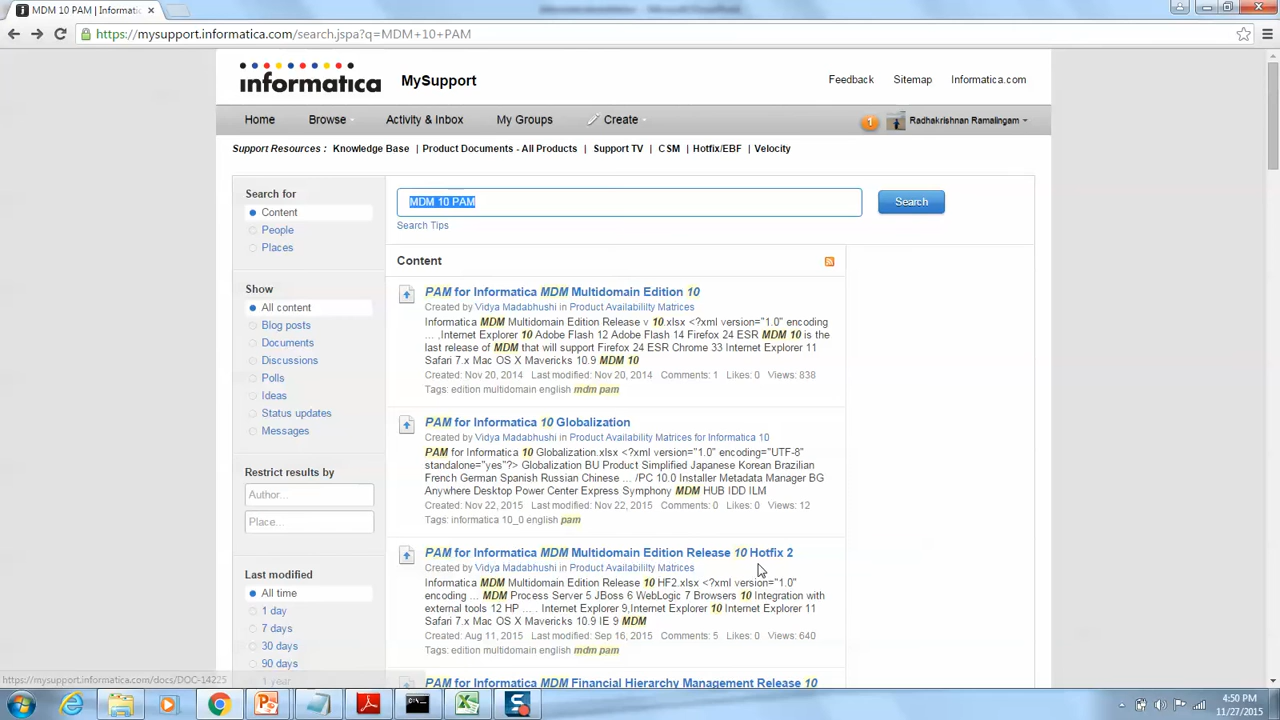 MDM 10 PAM | Informatic
https://mysupport.informatica.com/search.jspa?q=MDM+10+PAM
informatica
MySupport
Feedback
Sitemap
Informatica.com
Home
Browse
Activity & Inbox
My Groups
Create
1
Radhakrishnan Ramalingam
Support Resources : Knowledge Base | Product Documents - All Products | Support TV | CSM | Hotfix/EBF | Velocity
Search for
Content
People
Places
Show
All content
Blog posts
Documents
Discussions
Polls
Ideas
Status updates
Messages
Restrict results by
Author...
Place...
Last modified:
All time
1 day
7 days
30 days
90 days
1 year
MDM 10 PAM
Search
Search Tips
Content
PAM for Informatica MDM Multidomain Edition 10
Created by Vidya Madabhushi in Product Availablilty Matrices
Informatica MDM Multidomain Edition Release v 10.xlsx <?xml version="1.0" encoding
... ,Internet Explorer 10 Adobe Flash 12 Adobe Flash 14 Firefox 24 ESR MDM 10 is the
last release of MDM that will support Firefox 24 ESR Chrome 33 Internet Explorer 11
Safari 7.x Mac OS X Mavericks 10.9 MDM 10
Created: Nov 20, 2014 Last modified: Nov 20, 2014 Comments: 1 Likes: 0 Views: 838
Tags: edition multidomain english mdm pam
PAM for Informatica 10 Globalization
Created by Vidya Madabhushi in Product Availability Matrices for Informatica 10
PAM for Informatica 10 Globalization.xlsx <?xml version="1.0" encoding="UTF-8"
standalone="yes"?> Globalization BU Product Simplified Japanese Korean Brazilian
French German Spanish Russian Chinese ... /PC 10.0 Installer Metadata Manager BG
Anywhere Desktop Power Center Express Symphony MDM HUB IDD ILM
Created: Nov 22, 2015 Last modified: Nov 22, 2015 Comments: 0 Likes: 0 Views: 12
Tags: informatica 10_0 english pam
PAM for Informatica MDM Multidomain Edition Release 10 Hotfix 2
Created by Vidya Madabhushi in Product Availablilty Matrices
Informatica MDM Multidomain Edition Release 10 HF2.xlsx <?xml version="1.0"
encoding ... MDM Process Server 5 JBoss 6 WebLogic 7 Browsers 10 Integration with
external tools 12 HP ... . Internet Explorer 9,Internet Explorer 10 Internet Explorer 11
Safari 7.x Mac OS X Mavericks 10.9 IE 9 MDM
Created: Aug 11, 2015 Last modified: Sep 16, 2015 Comments: 5 Likes: 0 Views: 640
Tags: edition multidomain english mdm pam
PAM for Informatica MDM Financial Hierarchy Management Release 10
https://mysupport.informatica.com/docs/DOC-14225
4:50 PM
11/27/2015